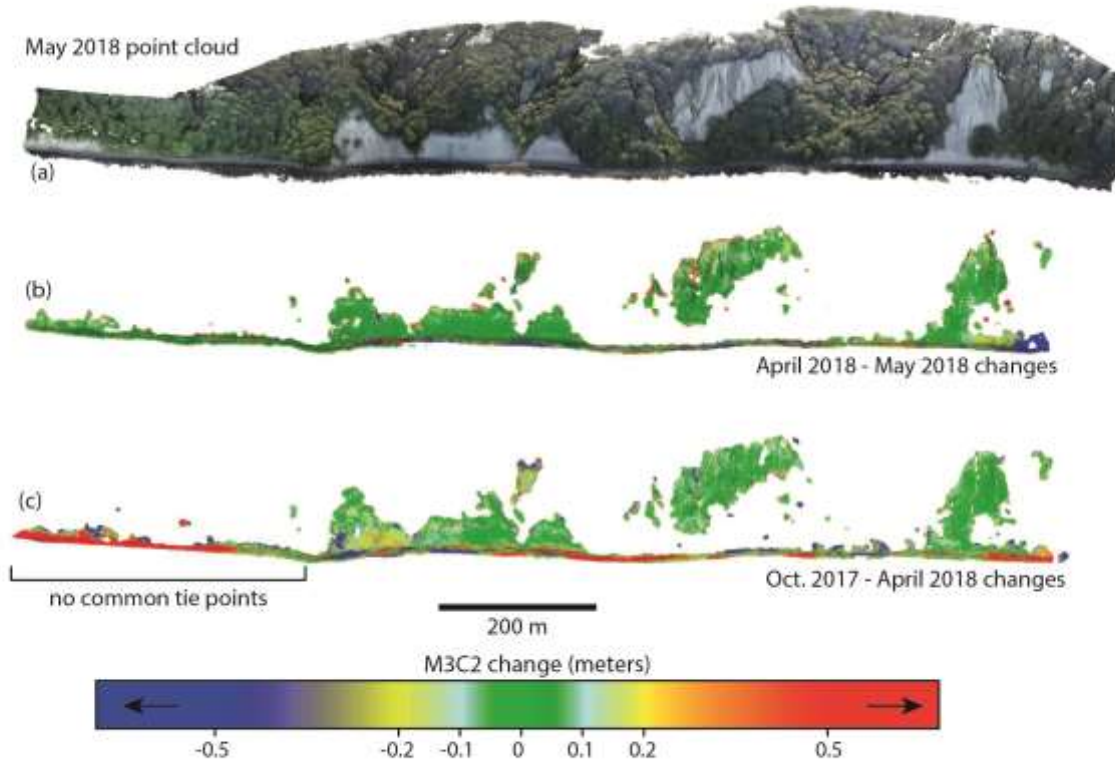 May 2018 point cloud
(a)
(b)
April 2018 - May 2018 changes
(c)
Oct. 2017 - April 2018 changes
no common tie points
200 m
M3C2 change (meters)
-0.5 -0.2 -0.1 0 0.1 0.2 0.5